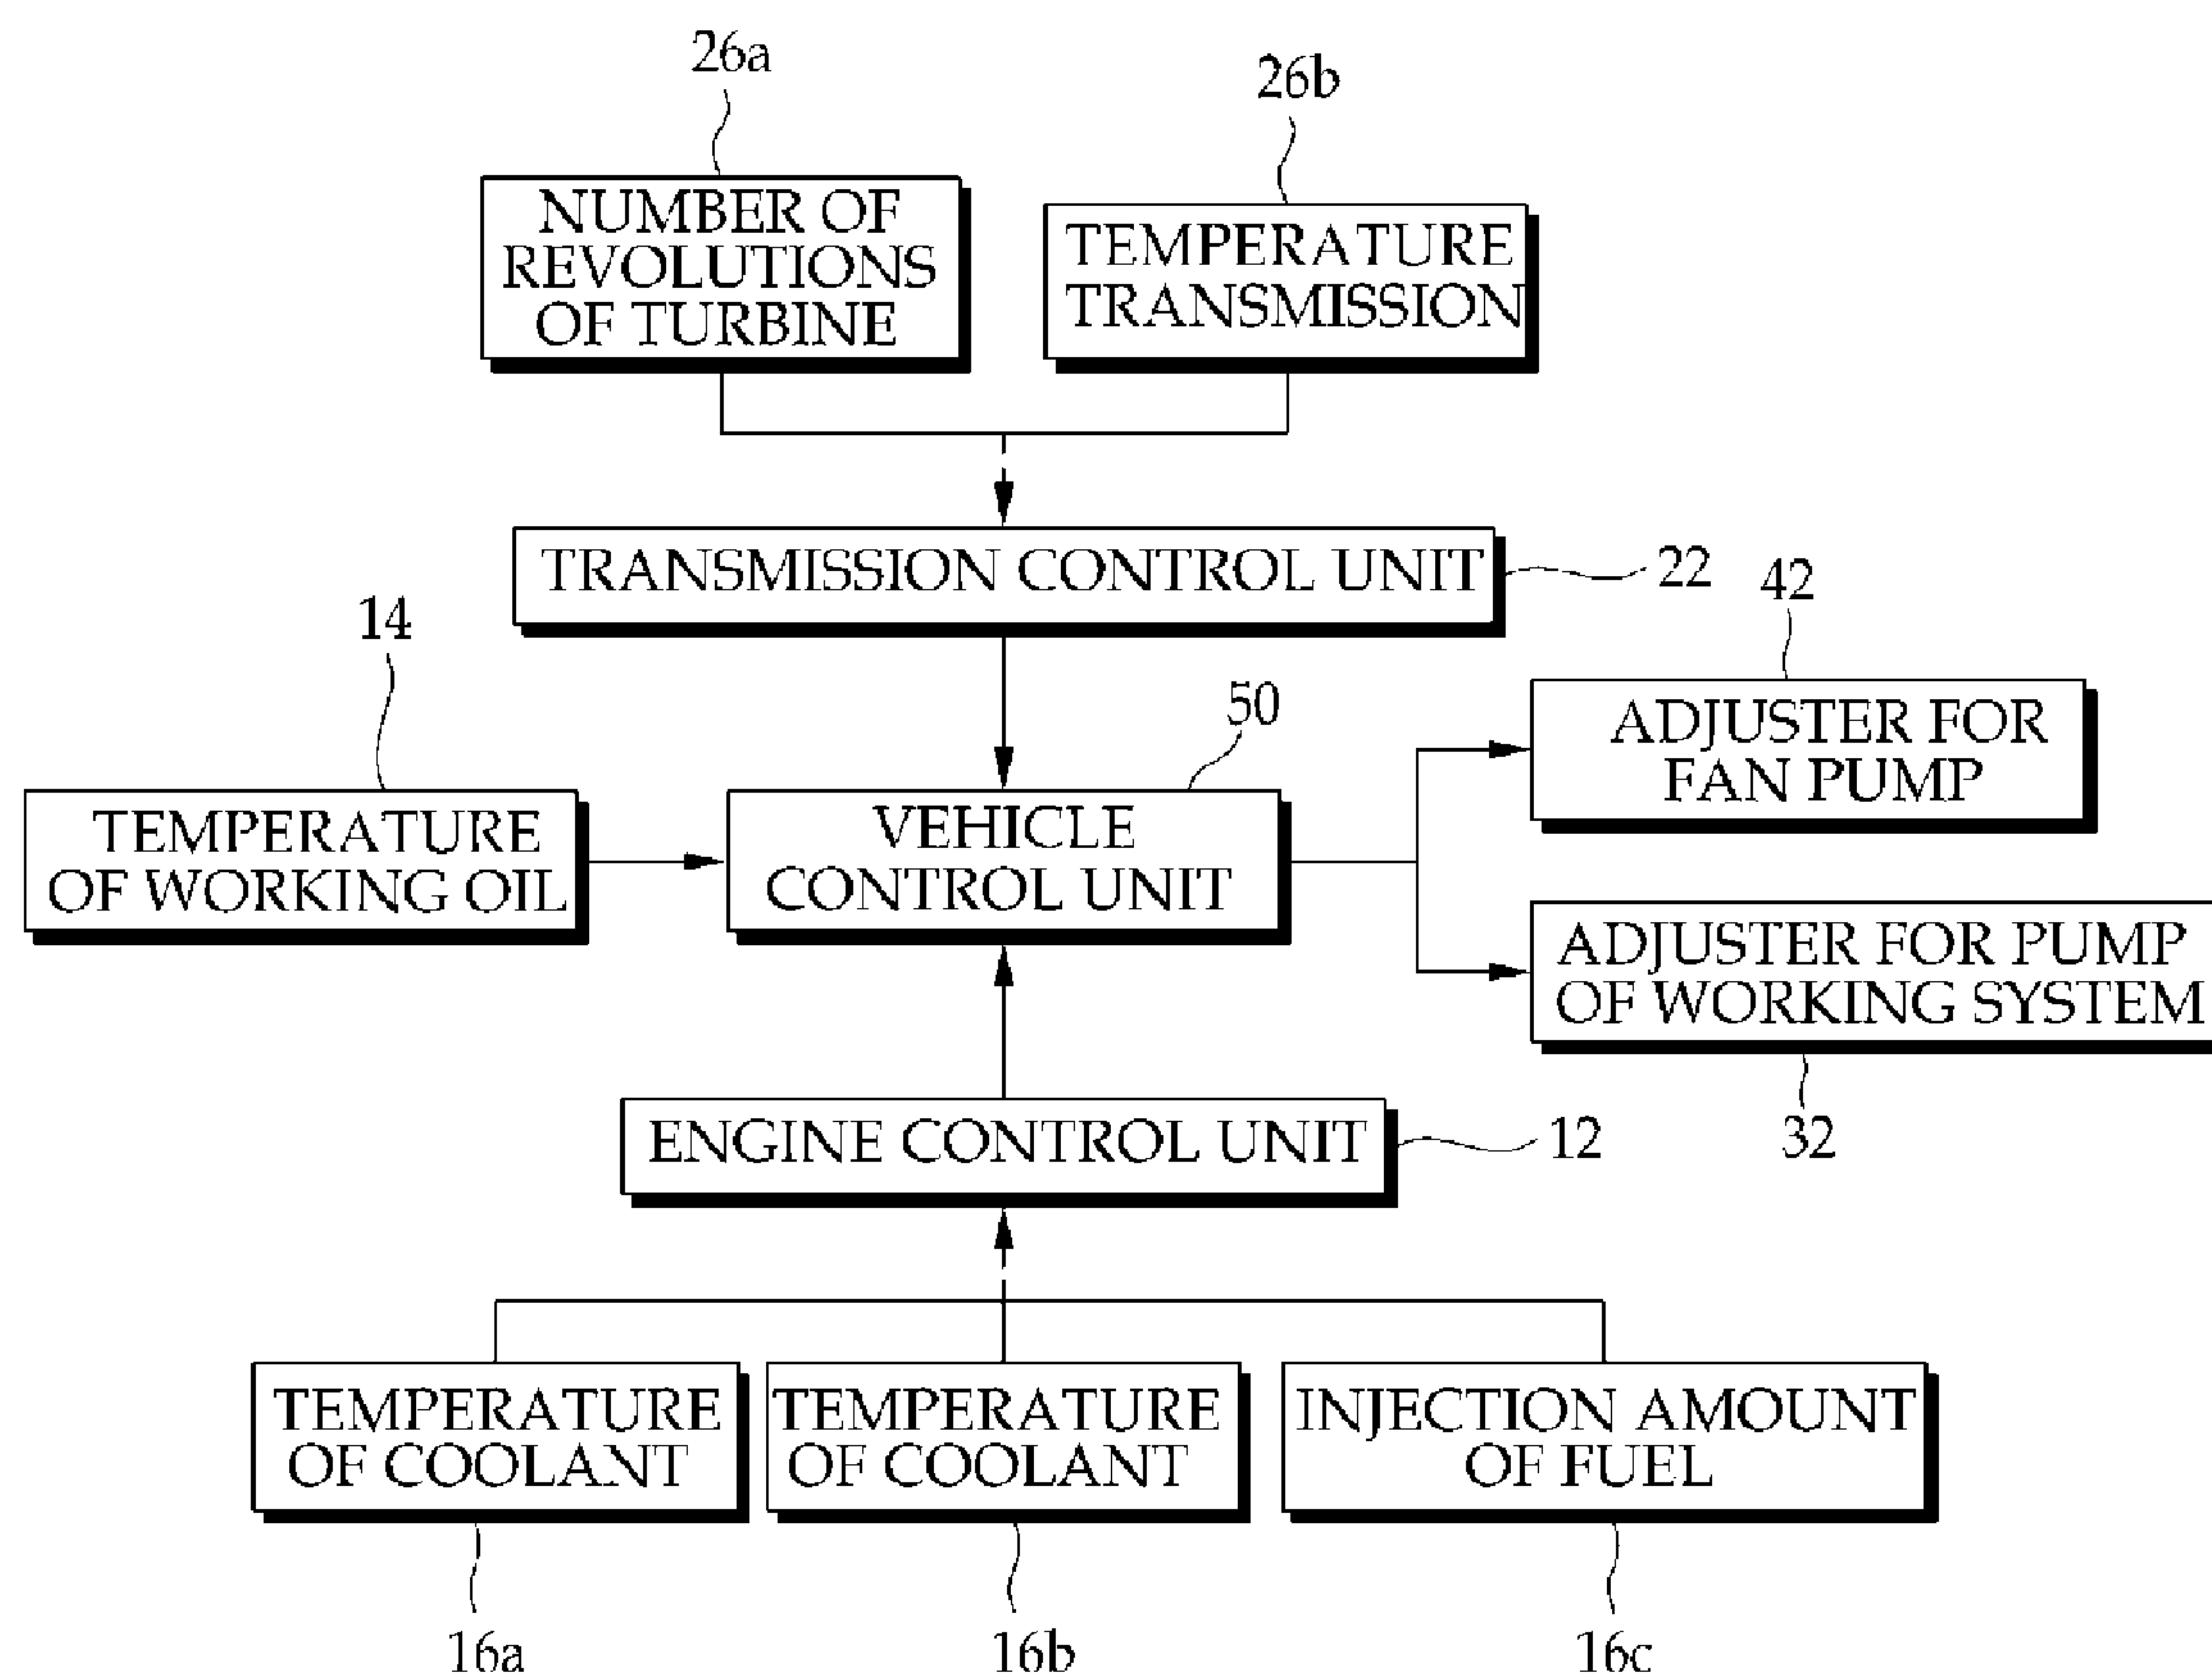 26a
26b
NUMBER OF
REVOLUTIONS
OF TURBINE
TEMPERATURE
TRANSMISSION
TRANSMISSION CONTROL UNIT
22
42
14
50
ADJUSTER FOR
FAN PUMP
TEMPERATURE
OF WORKING OIL
VEHICLE
CONTROL UNIT
ADJUSTER FOR PUMP
OF WORKING SYSTEM
ENGINE CONTROL UNIT
12
32
TEMPERATURE
OF COOLANT
TEMPERATURE
OF COOLANT
INJECTION AMOUNT
OF FUEL
16a
16b
16c